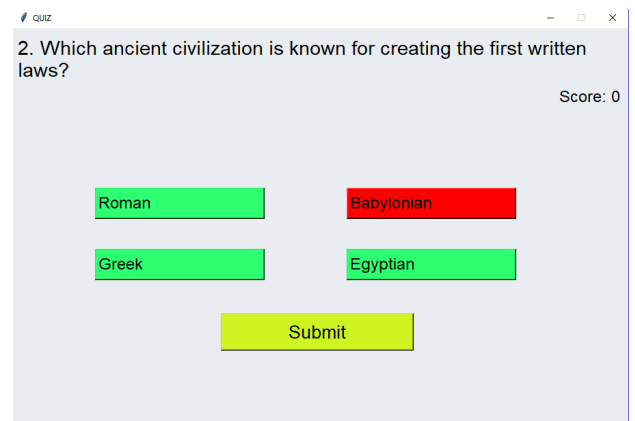 QUIZ
2. Which ancient civilization is known for creating the first written
laws?
Score: 0
Roman
Babylonian
Greek
Egyptian
Submit